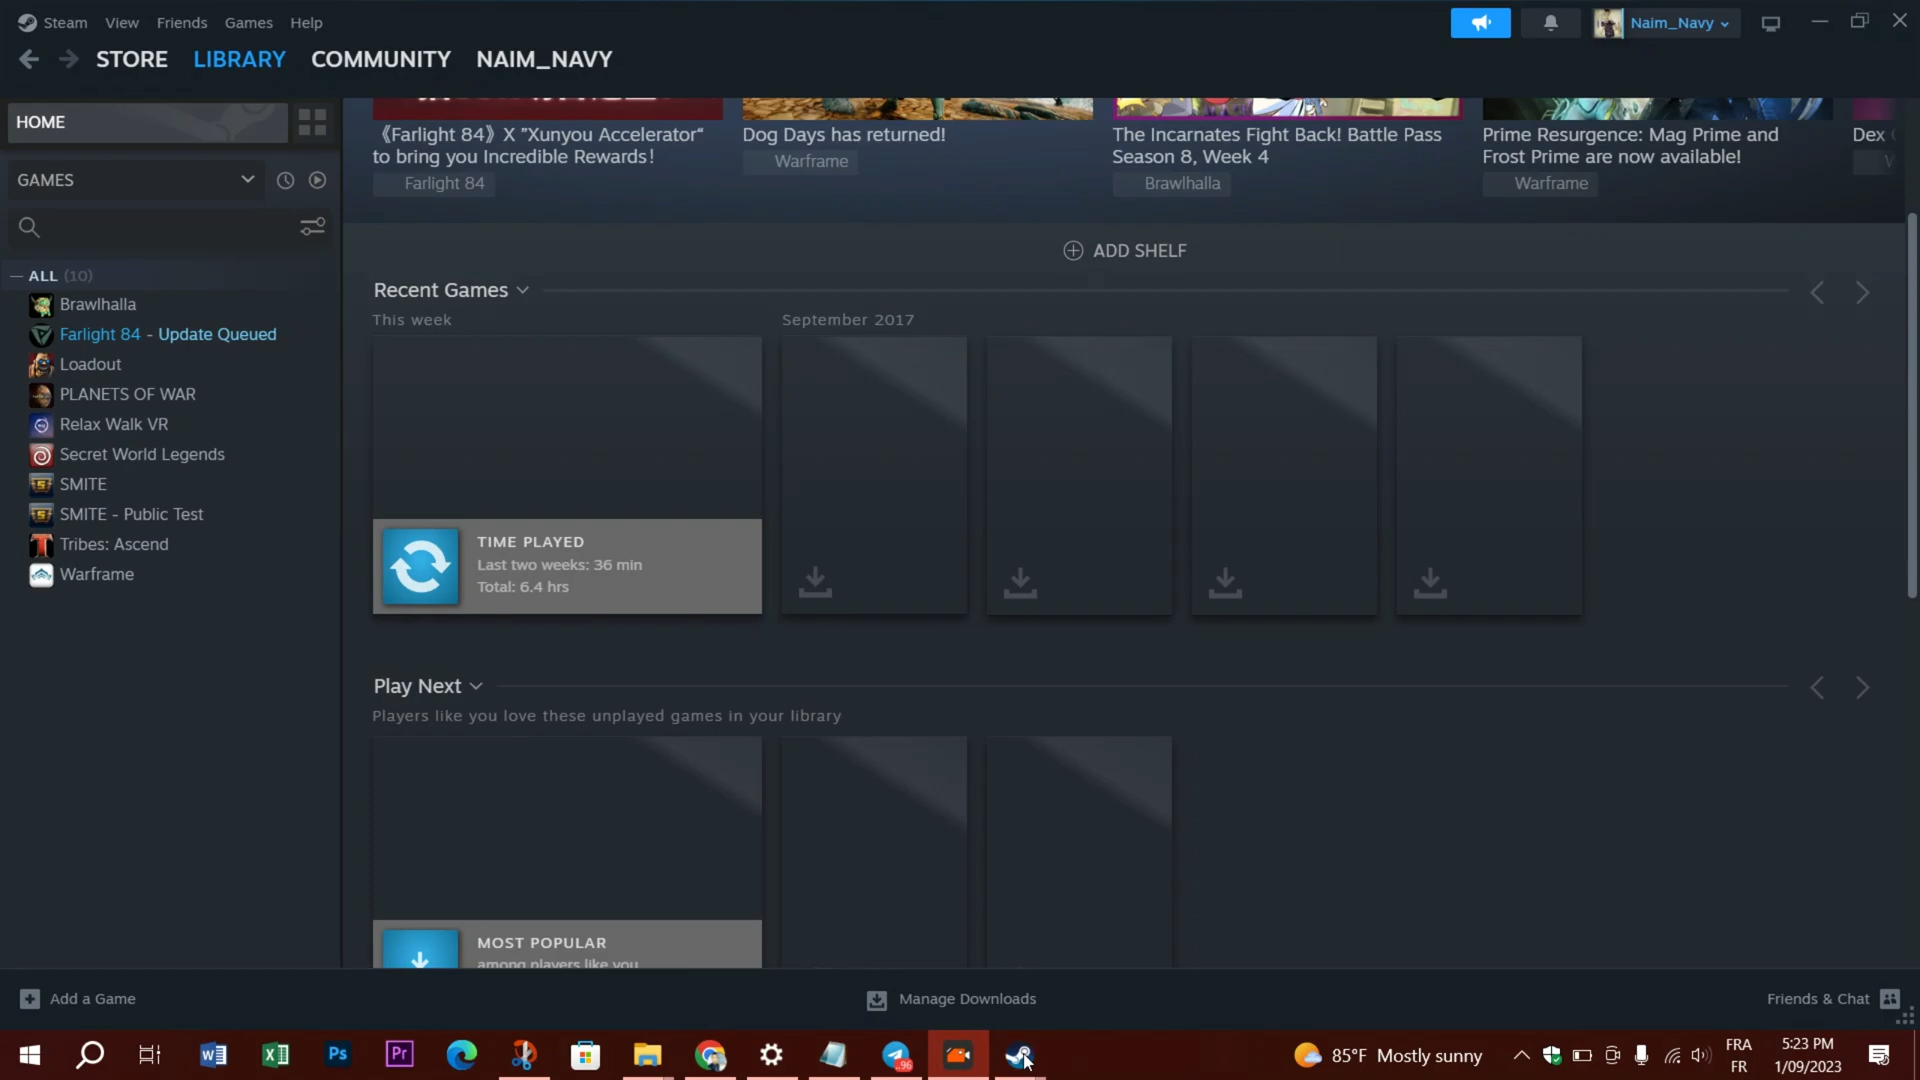 Steam View Friends Games Help
Naim_Navy
STORE LIBRARY COMMUNITY NAIM_NAVY
HOME
GAMES
ALL (10)
Brawlhalla
Farlight 84 - Update Queued
Loadout
PLANETS OF WAR
Relax Walk VR
Secret World Legends
SMITE
SMITE - Public Test
Tribes: Ascend
Warframe
《Farlight 84》X ”Xunyou Accelerator“
to bring you Incredible Rewards!
Farlight 84
Dog Days has returned!
Warframe
The Incarnates Fight Back! Battle Pass
Season 8, Week 4
Brawlhalla
Prime Resurgence: Mag Prime and
Frost Prime are now available!
Warframe
Dex
ADD SHELF
Recent Games
This week
September 2017
TIME PLAYED
Last two weeks: 36 min
Total: 6.4 hrs
Play Next
Players like you love these unplayed games in your library
MOST POPULAR
among players like you
Add a Game
Manage Downloads
Friends & Chat
Ps
Pr
96
85°F Mostly sunny
FRA
FR
5:23 PM
1/09/2023